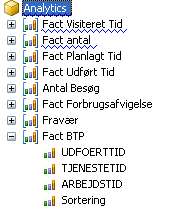 Analytics
Fact Visiteret Tid
Fact antal
Fact Planlagt Tid
Fact Udført Tid
Antal Besøg
Fact Forbrugsafvigelse
Fravær
Fact BTP
UDFOERTTID
TJENESTETID
ARBEJDSTID
Sortering